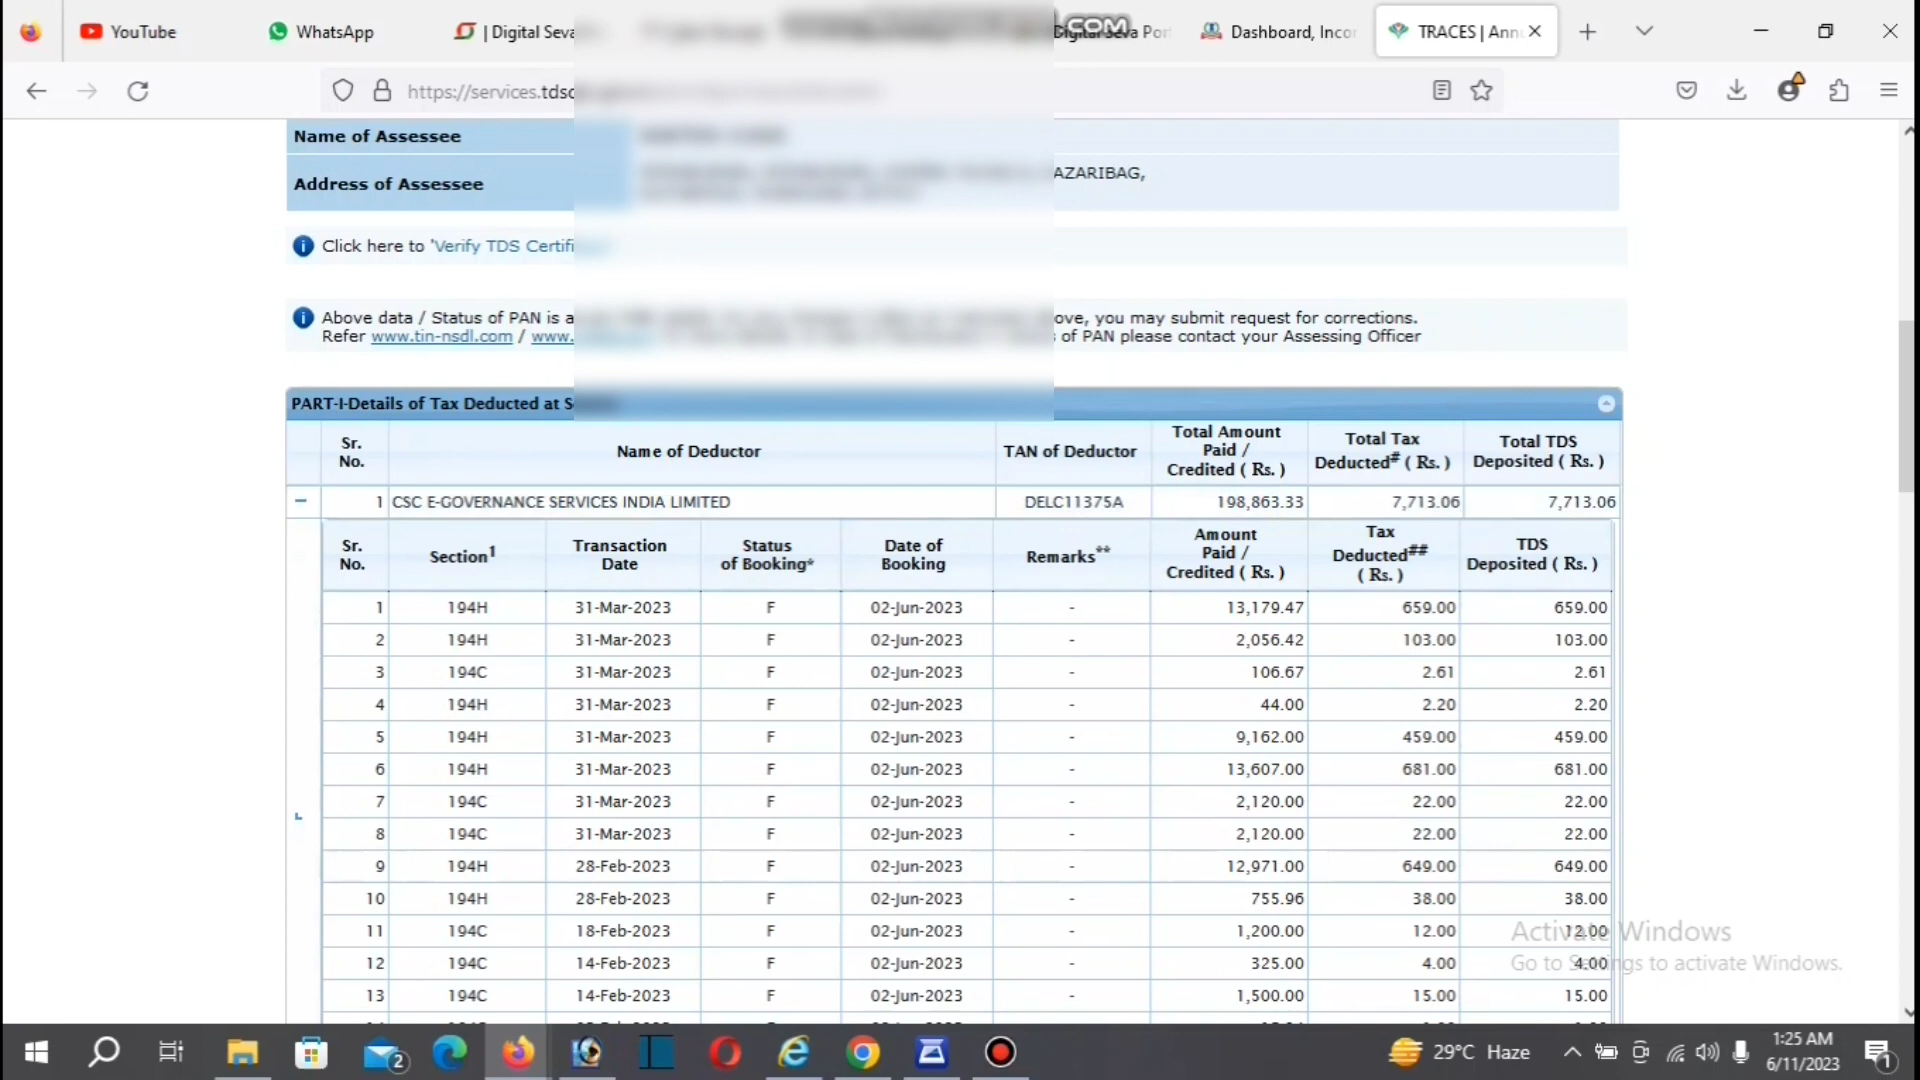 YouTube WhatsApp | Digital Seva .COM Digital Seva Por Dashboard, Incor TRACES | Ann
https://services.tdsc
Name of Assessee
Address of Assessee AZARIBAG,
Click here to 'Verify TDS Certifi
Above data / Status of PAN is a ove, you may submit request for corrections.
Refer www.tin-nsdl.com / www. of PAN please contact your Assessing Officer
PART-I-Details of Tax Deducted at S
Sr. No. Name of Deductor TAN of Deductor Total Amount Paid / Credited ( Rs. ) Total Tax Deducted# ( Rs. ) Total TDS Deposited ( Rs. )
1 CSC E-GOVERNANCE SERVICES INDIA LIMITED DELC11375A 198,863.33 7,713.06 7,713.06
Sr. No. Section1 Transaction Date Status of Booking* Date of Booking Remarks** Amount Paid / Credited ( Rs. ) Tax Deducted## ( Rs. ) TDS Deposited ( Rs. )
1 194H 31-Mar-2023 F 02-Jun-2023 - 13,179.47 659.00 659.00
2 194H 31-Mar-2023 F 02-Jun-2023 - 2,056.42 103.00 103.00
3 194C 31-Mar-2023 F 02-Jun-2023 - 106.67 2.61 2.61
4 194H 31-Mar-2023 F 02-Jun-2023 - 44.00 2.20 2.20
5 194H 31-Mar-2023 F 02-Jun-2023 - 9,162.00 459.00 459.00
6 194H 31-Mar-2023 F 02-Jun-2023 - 13,607.00 681.00 681.00
7 194C 31-Mar-2023 F 02-Jun-2023 - 2,120.00 22.00 22.00
8 194C 31-Mar-2023 F 02-Jun-2023 - 2,120.00 22.00 22.00
9 194H 28-Feb-2023 F 02-Jun-2023 - 12,971.00 649.00 649.00
10 194H 28-Feb-2023 F 02-Jun-2023 - 755.96 38.00 38.00
11 194C 18-Feb-2023 F 02-Jun-2023 - 1,200.00 12.00 12.00
12 194C 14-Feb-2023 F 02-Jun-2023 - 325.00 4.00 4.00
13 194C 14-Feb-2023 F 02-Jun-2023 - 1,500.00 15.00 15.00
Activate Windows
Go to Settings to activate Windows.
2 29°C Haze 1:25 AM 1
6/11/2023